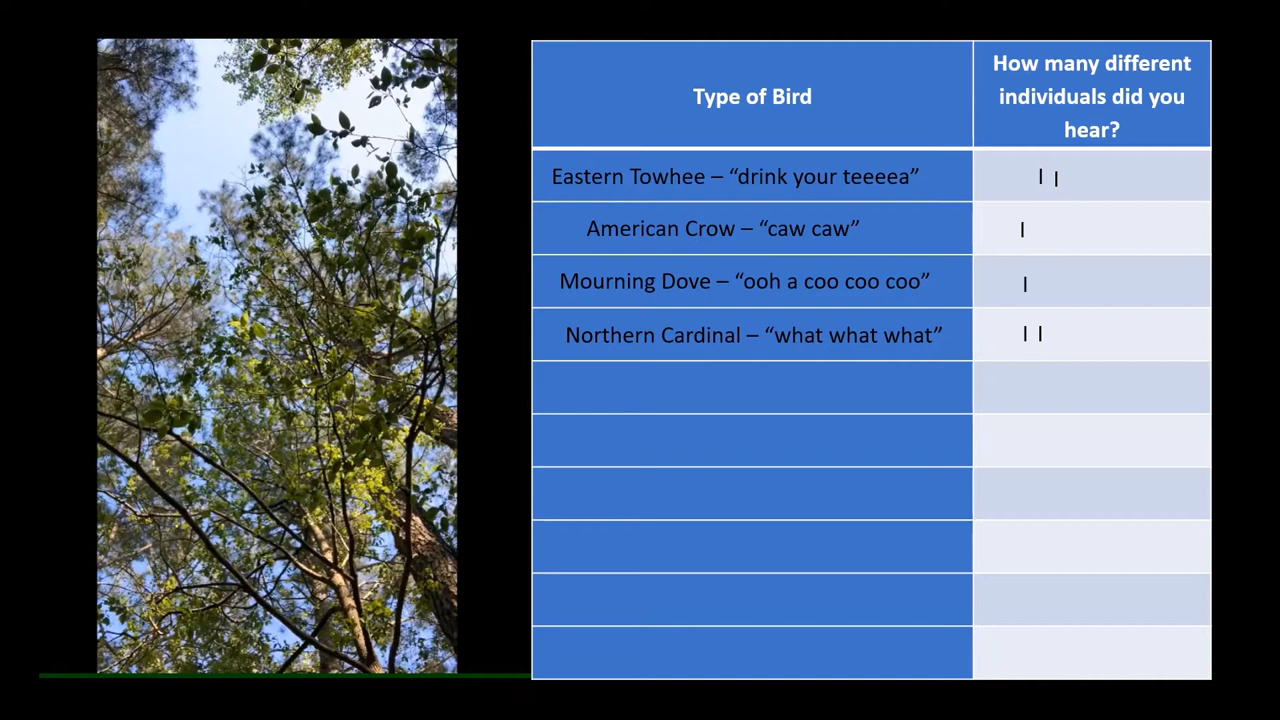 Type of Bird
How many different
individuals did you
hear?
Eastern Towhee – “drink your teeeea”
I I
American Crow – “caw caw”
I
Mourning Dove – “ooh a coo coo coo”
I
Northern Cardinal – “what what what”
I I